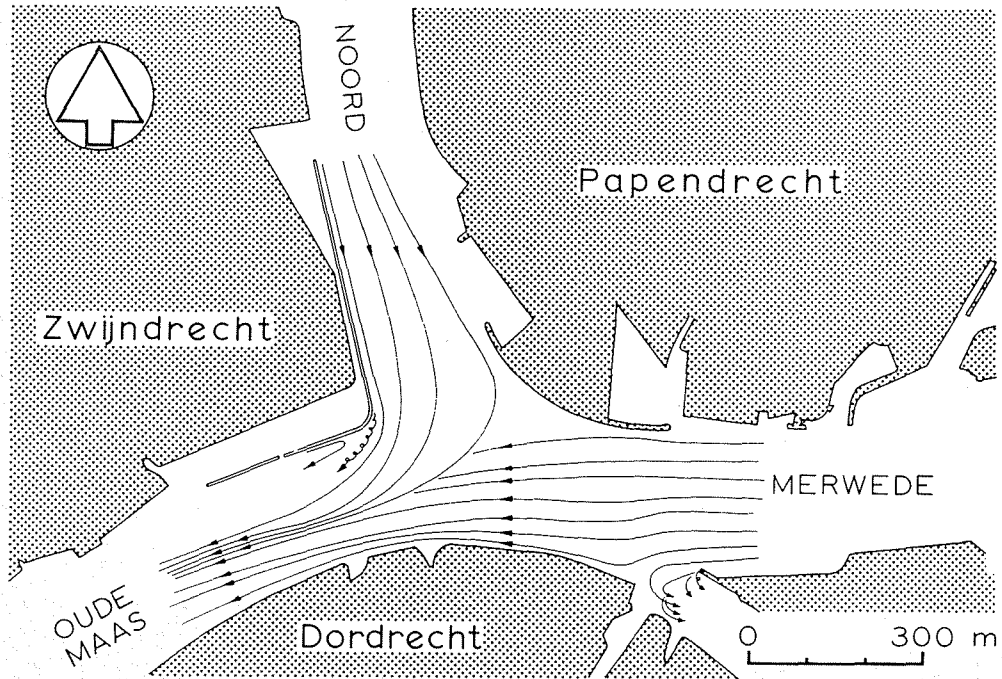 NOORD
Papendrecht
Zwijndrecht
MERWEDE
OUDE
MAAS
Dordrecht
0 300 m